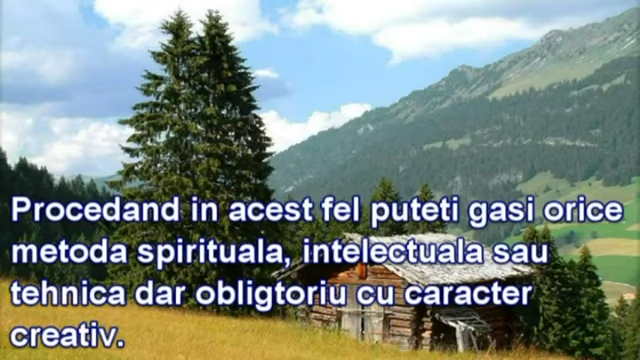 Procedand in acest fel puteti gasi orice
metoda spirituala, intelectuala sau
tehnica dar obligtoriu cu caracter
creativ.